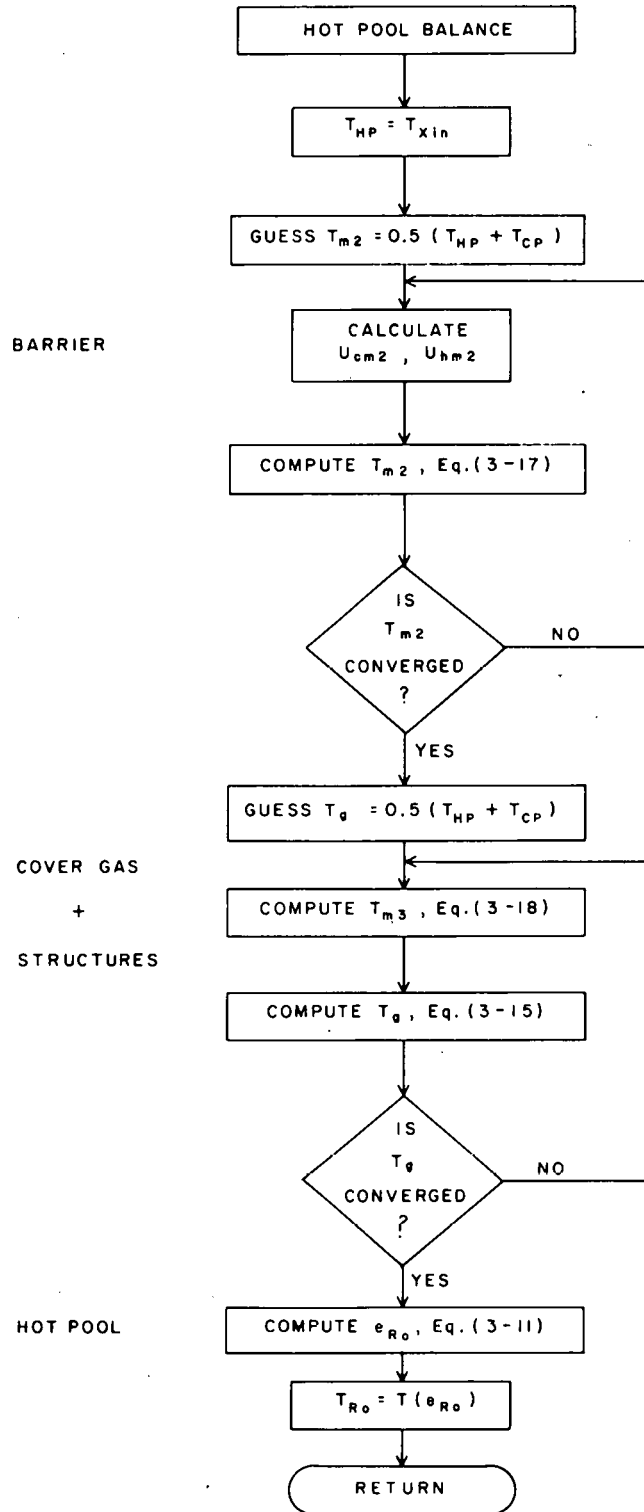 HOT POOL BALANCE
T_HP = T_Xin
GUESS T_m2 = 0.5 ( T_HP + T_CP )
BARRIER
CALCULATE
U_cm2 , U_hm2
COMPUTE T_m2 , Eq.(3-17)
IS
T_m2
CONVERGED
?
NO
YES
GUESS T_g = 0.5 ( T_HP + T_CP )
COVER GAS
+
STRUCTURES
COMPUTE T_m3 , Eq.(3-18)
COMPUTE T_g , Eq.(3-15)
IS
T_g
CONVERGED
?
NO
YES
HOT POOL
COMPUTE e_Ro , Eq.(3-11)
T_Ro = T ( e_Ro )
RETURN